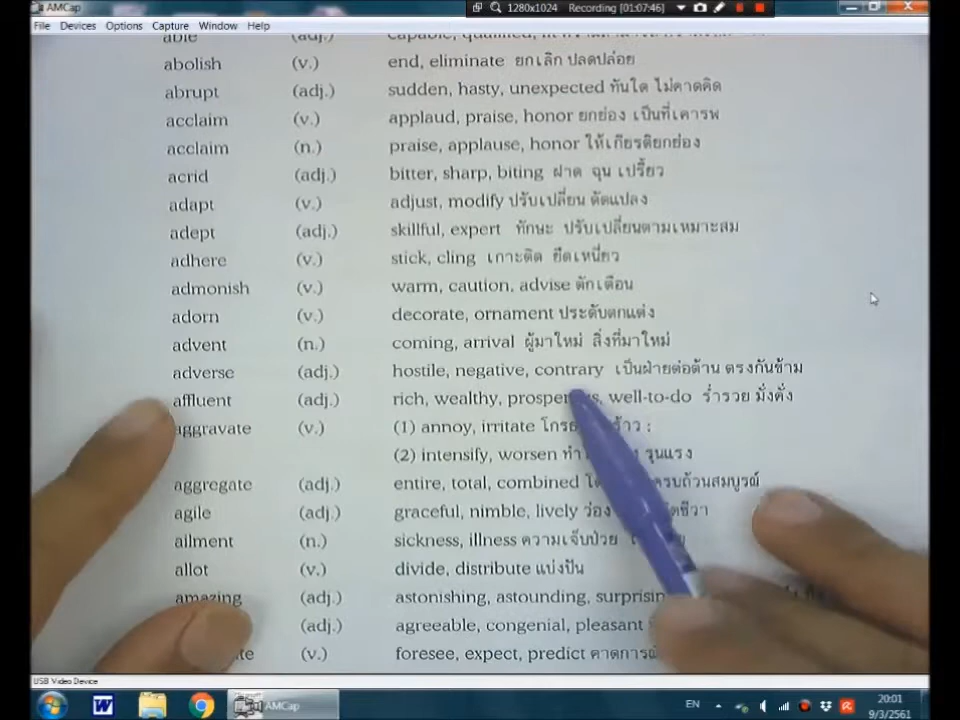 AMCap
1280x1024 Recording [01:07:46]
File Devices Options Capture Window Help
able (adj.) capable, qualified,
abolish (v.) end, eliminate ยกเลิก ปลดปล่อย
abrupt (adj.) sudden, hasty, unexpected ทันใด ไม่คาดคิด
acclaim (v.) applaud, praise, honor ยกย่อง เป็นที่เคารพ
acclaim (n.) praise, applause, honor ให้เกียรติยกย่อง
acrid (adj.) bitter, sharp, biting ฝาด ฉุน เปรี้ยว
adapt (v.) adjust, modify ปรับเปลี่ยน ดัดแปลง
adept (adj.) skillful, expert ทักษะ ปรับเปลี่ยนตามเหมาะสม
adhere (v.) stick, cling เกาะติด ยึดเหนี่ยว
admonish (v.) warm, caution, advise ตักเตือน
adorn (v.) decorate, ornament ประดับตกแต่ง
advent (n.) coming, arrival ผู้มาใหม่ สิ่งที่มาใหม่
adverse (adj.) hostile, negative, contrary เป็นฝ่ายต่อต้าน ตรงกันข้าม
affluent (adj.) rich, wealthy, well-to-do ร่ำรวย มั่งคั่ง
aggravate (v.) (1) annoy, irritate :
(2) intensify, worsen รุนแรง
aggregate (adj.) entire, total, combined ครบถ้วนสมบูรณ์
agile (adj.) graceful, nimble, lively
ailment (n.) sickness, illness ความเจ็บป่วย
allot (v.) divide, distribute แบ่งปัน
amazing (adj.) astonishing, astounding,
(adj.) agreeable, congenial, pleasant
(v.) foresee, expect, predict
USB Video Device
AMCap
EN
20:01
9/3/2561